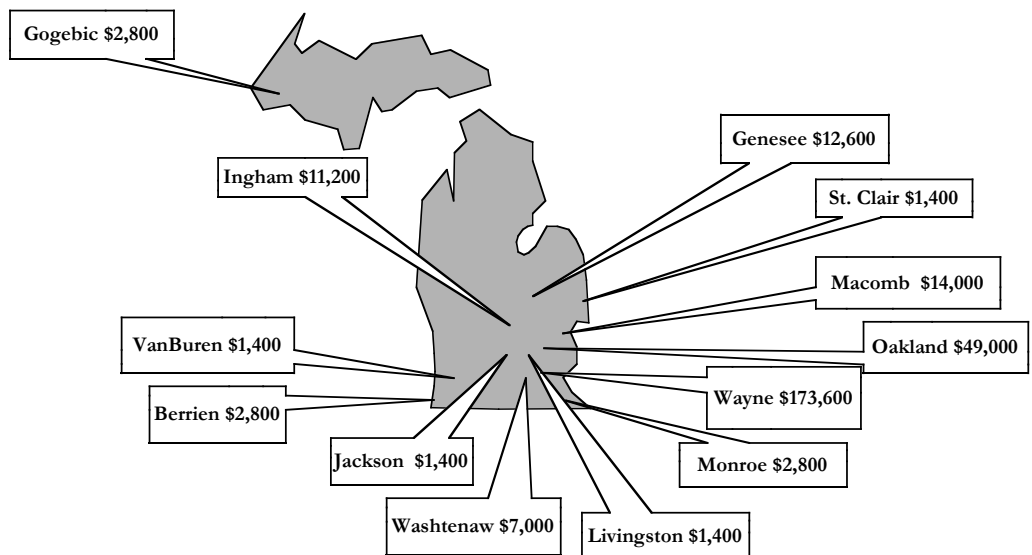 Gogebic $2,800
Genesee $12,600
Ingham $11,200
St. Clair $1,400
Macomb $14,000
VanBuren $1,400
Oakland $49,000
Berrien $2,800
Wayne $173,600
Jackson $1,400
Monroe $2,800
Washtenaw $7,000
Livingston $1,400